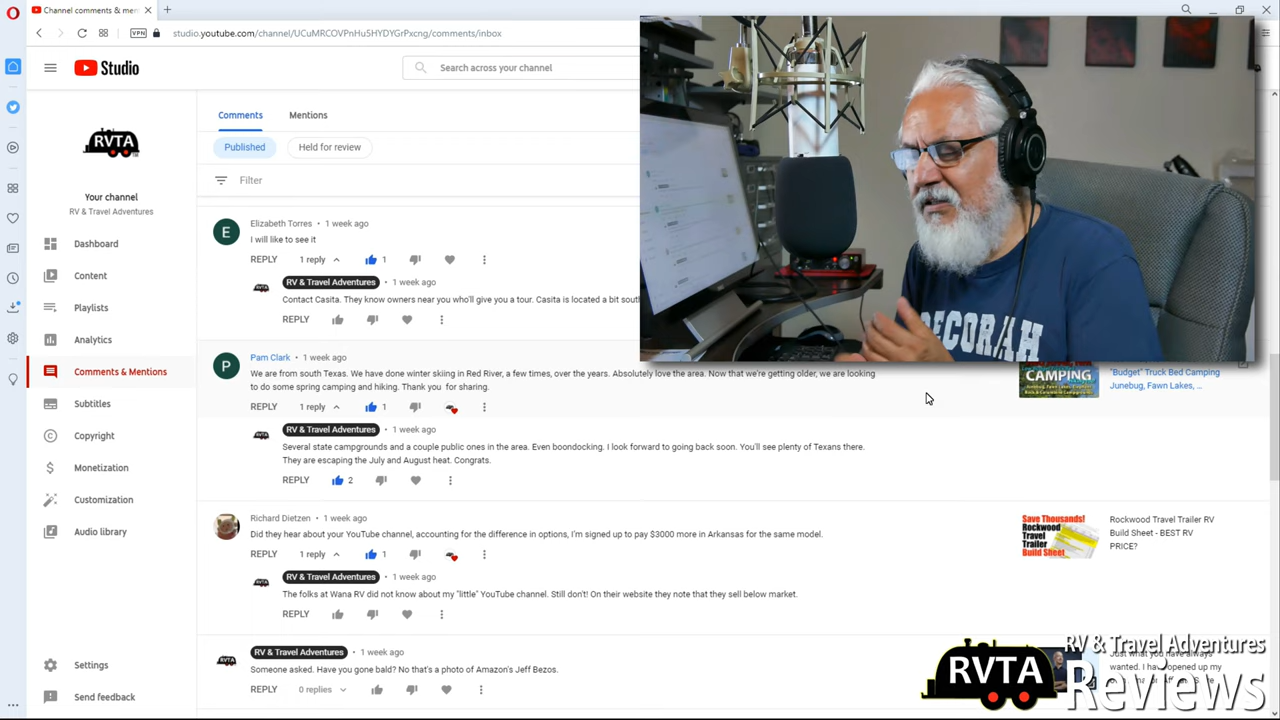 Channel comments & me
VPN
studio.youtube.com/channel/UCuMRCOVPnHu5HYDYGrPxcng/comments/inbox
Studio
Search across your channel
RVTA
Your channel
RV & Travel Adventures
Dashboard
Content
Playlists
Analytics
Comments & Mentions
Subtitles
Copyright
Monetization
Customization
Audio library
Settings
Send feedback
Comments
Mentions
Published
Held for review
Filter
E
Elizabeth Torres • 1 week ago
I will like to see it
REPLY 1 reply 1
RV & Travel Adventures • 1 week ago
Contact Casita. They know owners near you who'll give you a tour. Casita is located a bit sout
REPLY
P
Pam Clark • 1 week ago
We are from south Texas. We have done winter skiing in Red River, a few times, over the years. Absolutely love the area. Now that we're getting older, we are looking
to do some spring camping and hiking. Thank you for sharing.
REPLY 1 reply 1
RV & Travel Adventures • 1 week ago
Several state campgrounds and a couple public ones in the area. Even boondocking. I look forward to going back soon. You'll see plenty of Texans there.
They are escaping the July and August heat. Congrats.
REPLY 2
Richard Dietzen • 1 week ago
Did they hear about your YouTube channel, accounting for the difference in options, I'm signed up to pay $3000 more in Arkansas for the same model.
REPLY 1 reply 1
RV & Travel Adventures • 1 week ago
The folks at Wana RV did not know about my "little" YouTube channel. Still don't! On their website they note that they sell below market.
REPLY
RV & Travel Adventures • 1 week ago
Someone asked. Have you gone bald? No that's a photo of Amazon's Jeff Bezos.
REPLY 0 replies
DECORAH
CAMPING
"Budget" Truck Bed Camping
Junebug, Fawn Lakes, ...
Save Thousands!
Rockwood
Travel
Trailer
Build Sheet
Rockwood Travel Trailer RV
Build Sheet - BEST RV
PRICE?
wanted. I ha opened up my
RVTA
RV & Travel Adventures
Reviews